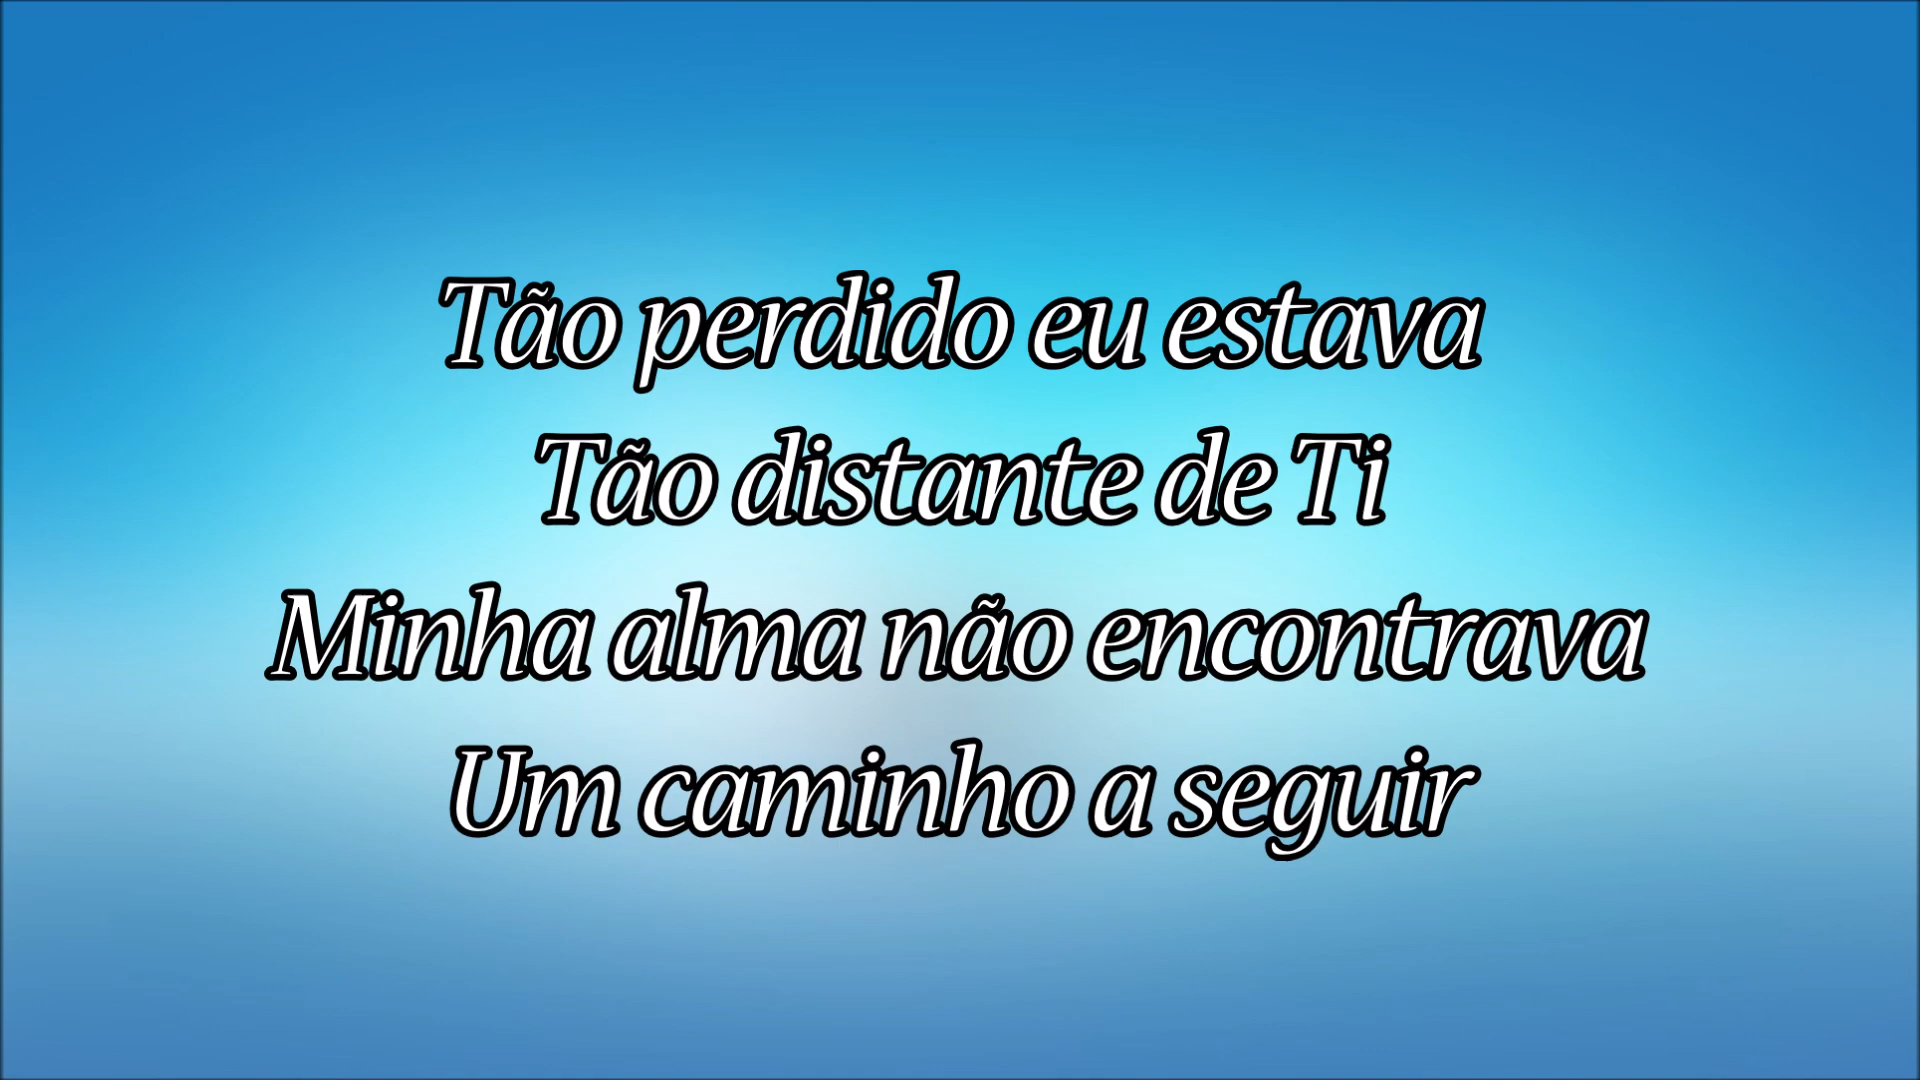 Tão perdido eu estava
Tão distante de Ti
Minha alma não encontrava
Um caminho a seguir